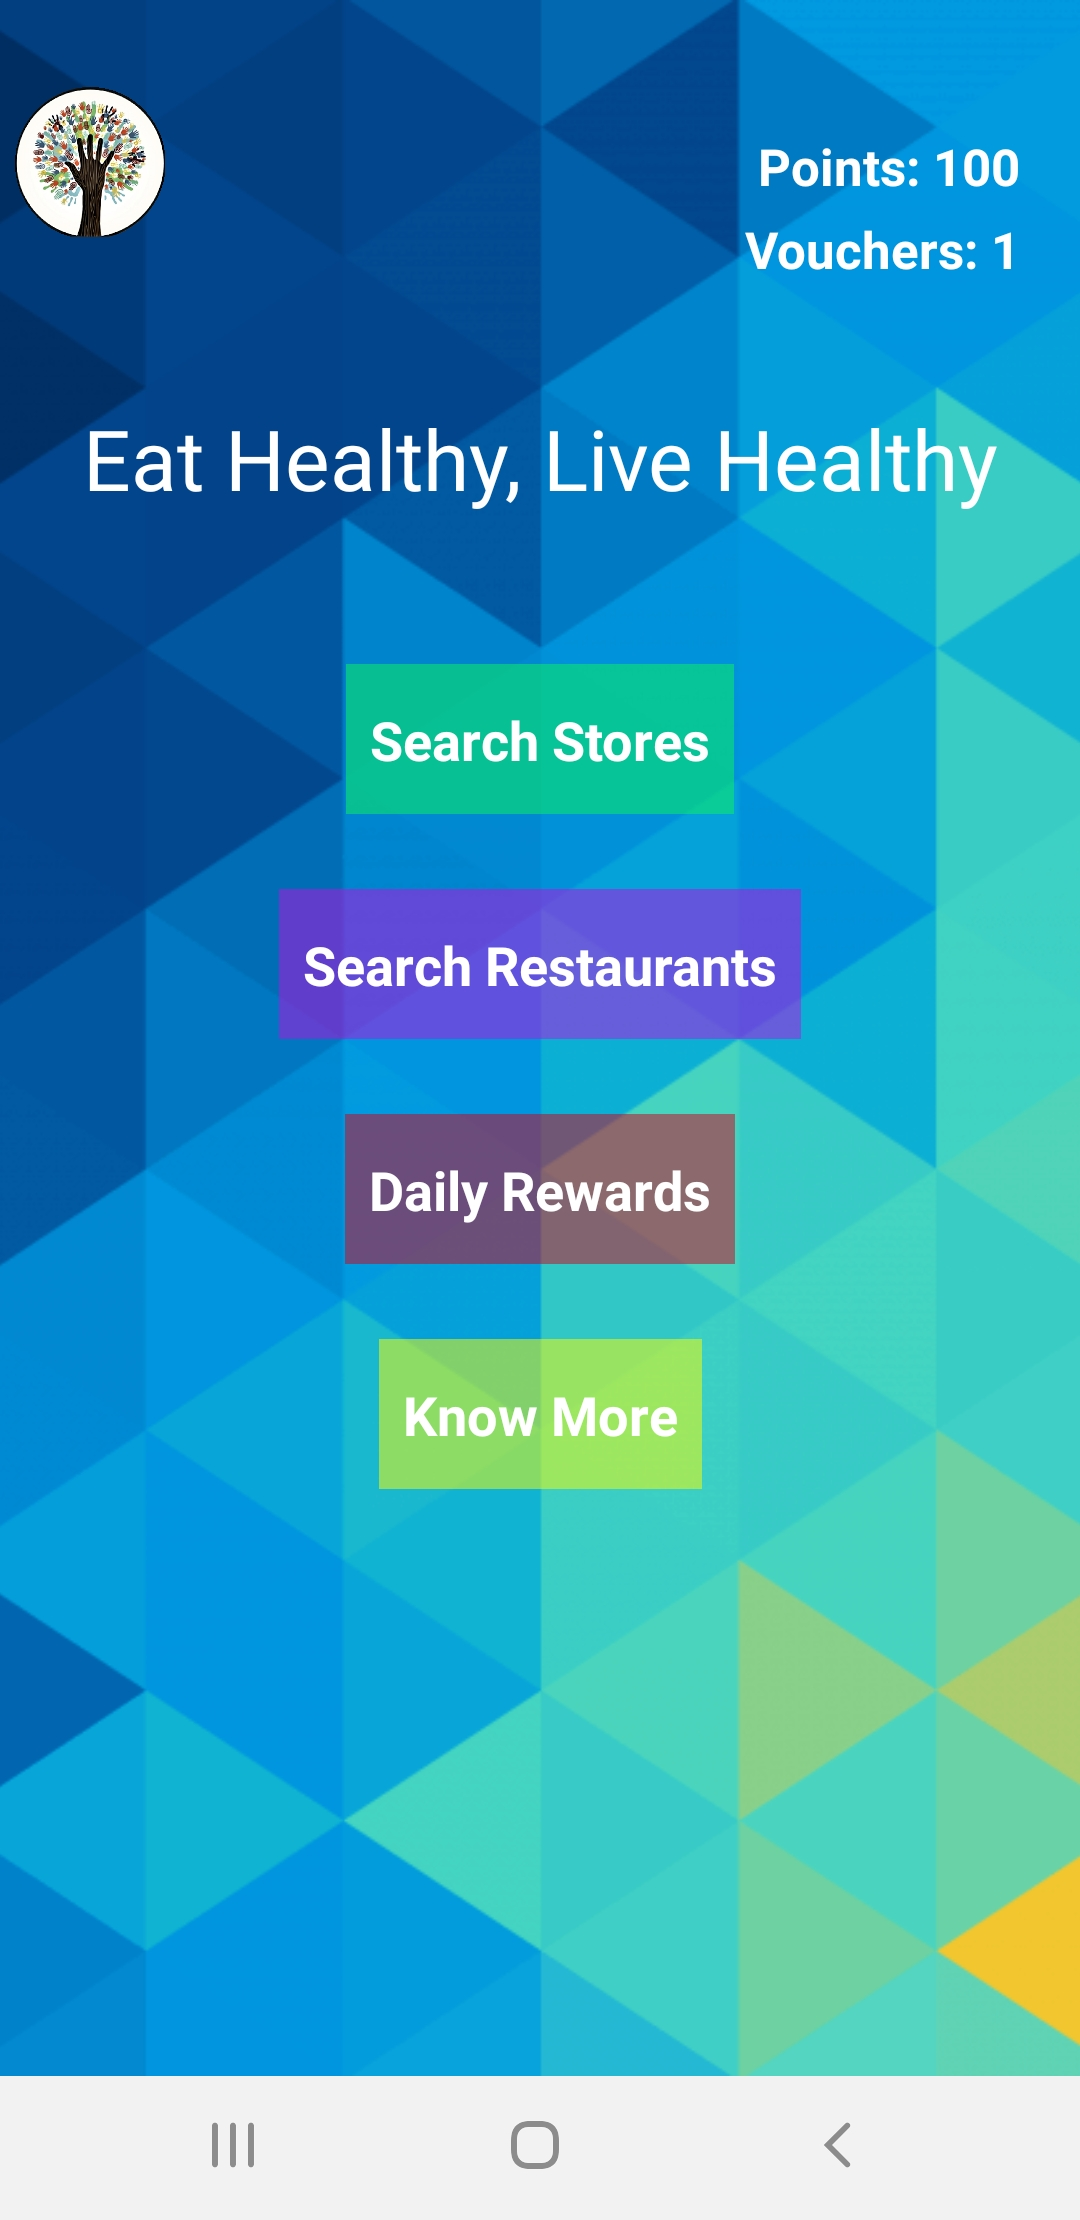 Points: 100
Vouchers: 1
Eat Healthy, Live Healthy
Search Stores
Search Restaurants
Daily Rewards
Know More